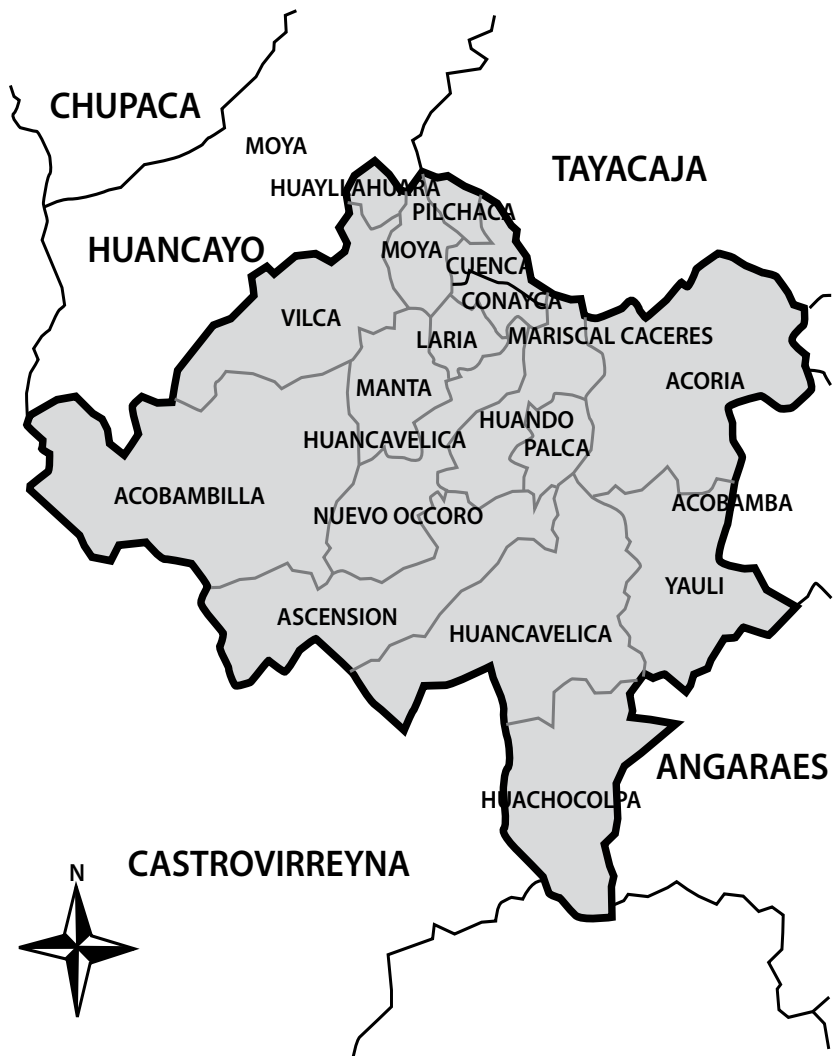 CHUPACA
MOYA
TAYACAJA
HUAYLLAHUARA
PILCHACA
HUANCAYO
MOYA
CUENCA
CONAYCA
VILCA
LARIA
MARISCAL CACERES
MANTA
ACORIA
HUANDO
HUANCAVELICA
PALCA
ACOBAMBILLA
ACOBAMBA
NUEVO OCCORO
YAULI
ASCENSION
HUANCAVELICA
ANGARAES
HUACHOCOLPA
CASTROVIRREYNA
N